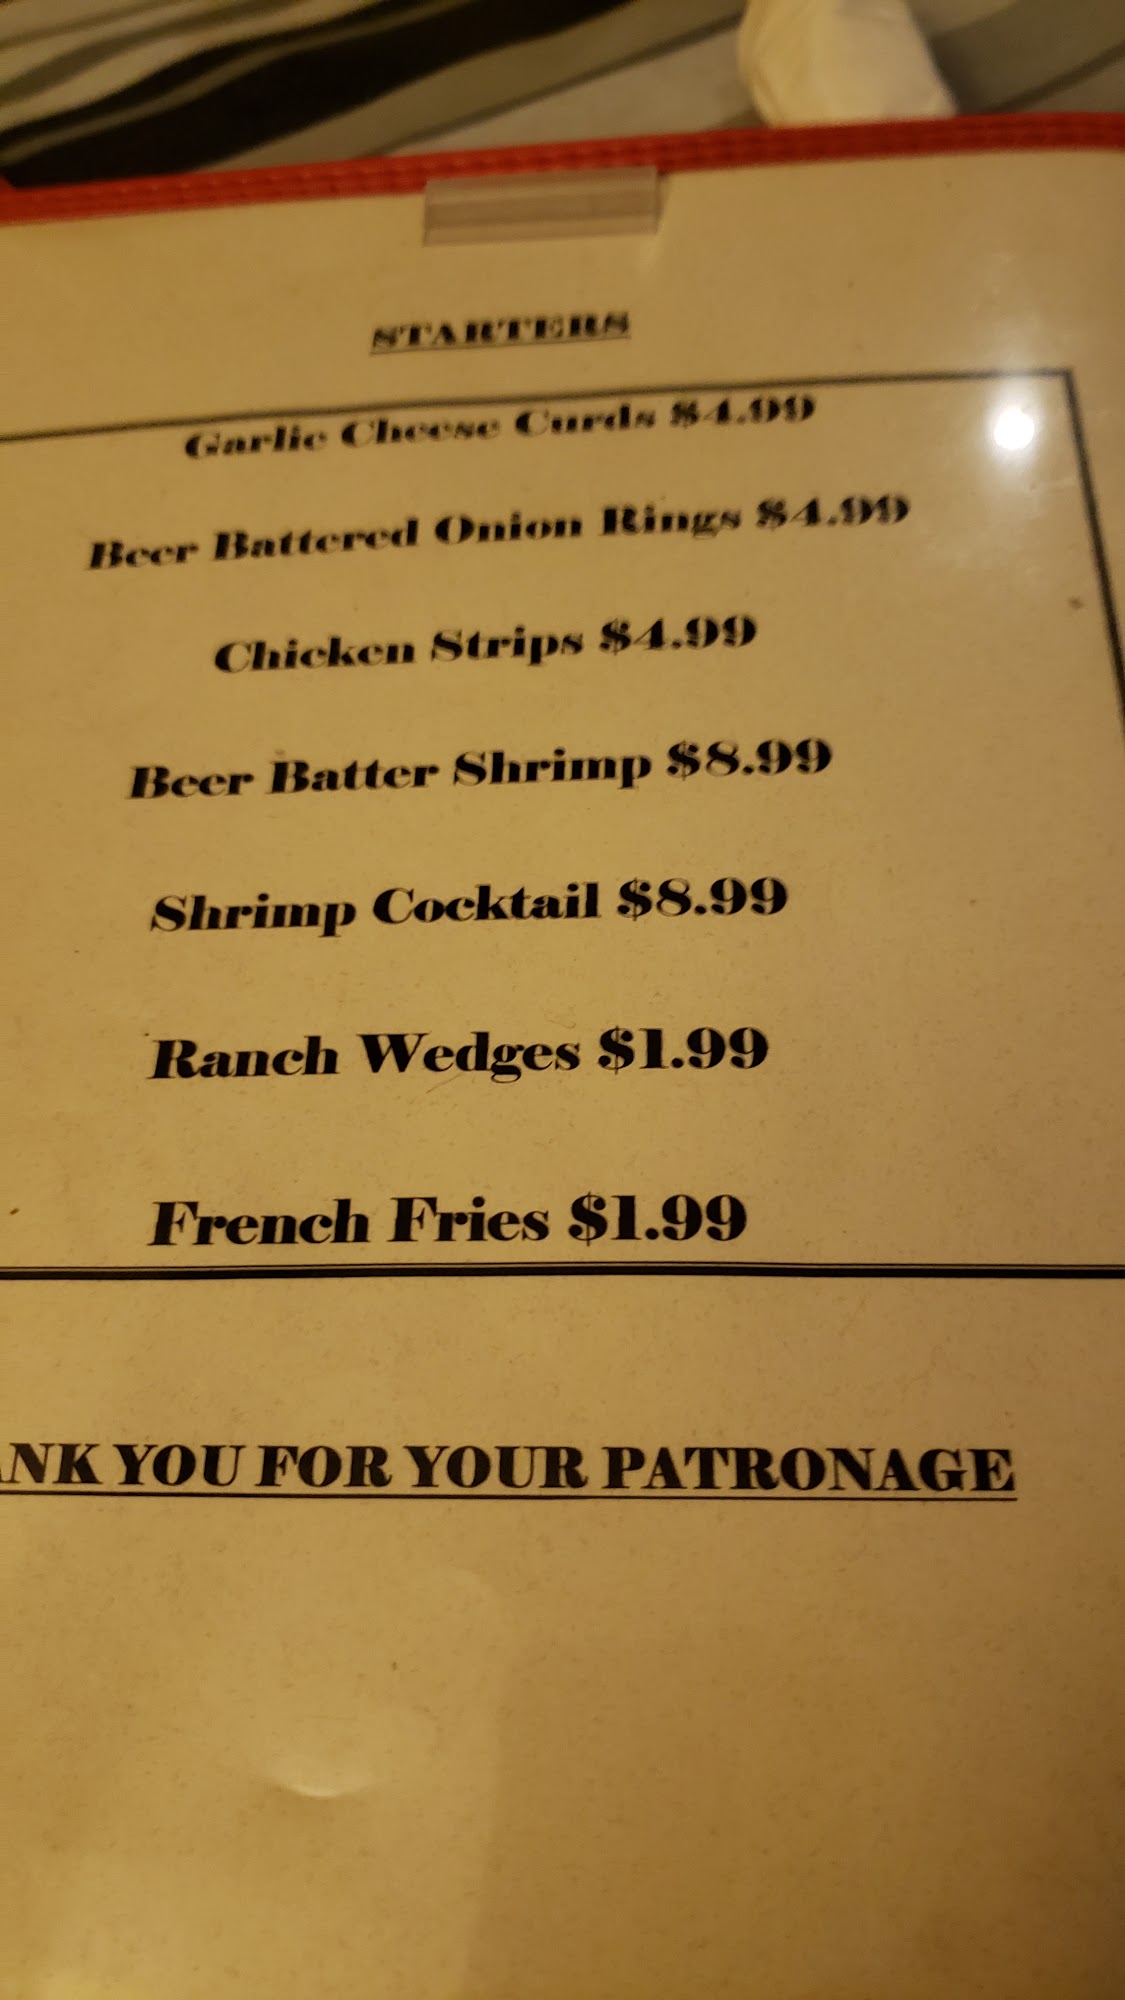 STARTERS
Garlic Cheese Curds $4.99
Beer Battered Onion Rings $4.99
Chicken Strips $4.99
Beer Batter Shrimp $8.99
Shrimp Cocktail $8.99
Ranch Wedges $1.99
French Fries $1.99
ANK YOU FOR YOUR PATRONAGE